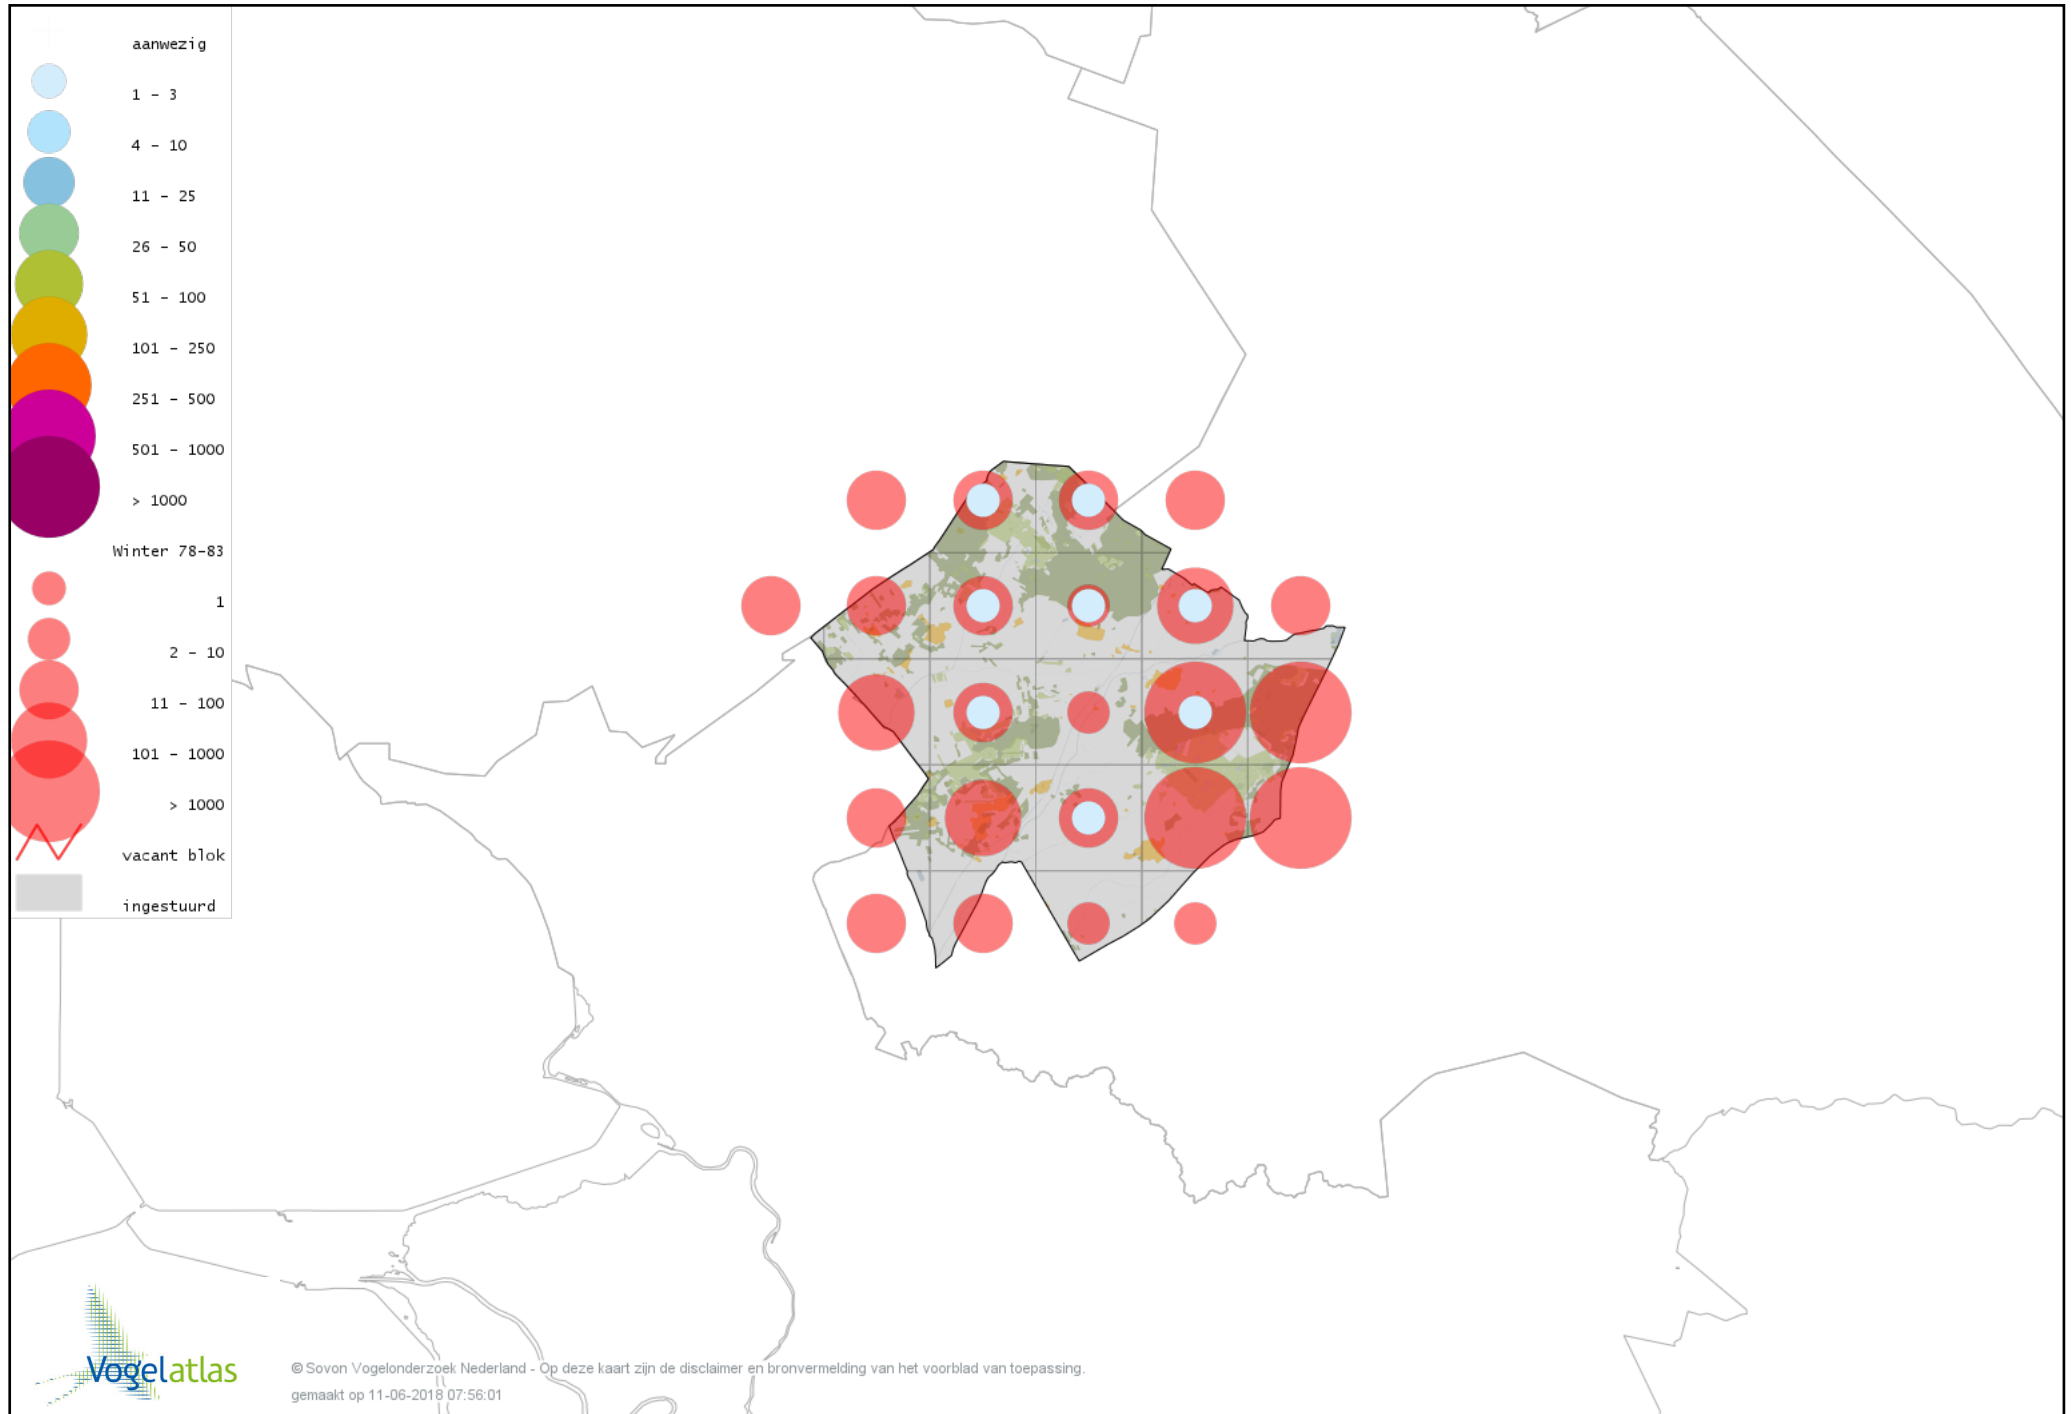 aanwezig
1 - 3
4 - 10
11 - 25
26 - 50
51 - 100
101 - 250
251 - 500
501 - 1000
> 1000
Winter 78-83
1
2 - 10
11 - 100
101 - 1000
> 1000
vacant blok
ingestuurd
Vogelatlas
© Sovon Vogelonderzoek Nederland - Op deze kaart zijn de disclaimer en bronvermelding van het voorblad van toepassing.
gemaakt op 11-06-2018 07:56:01